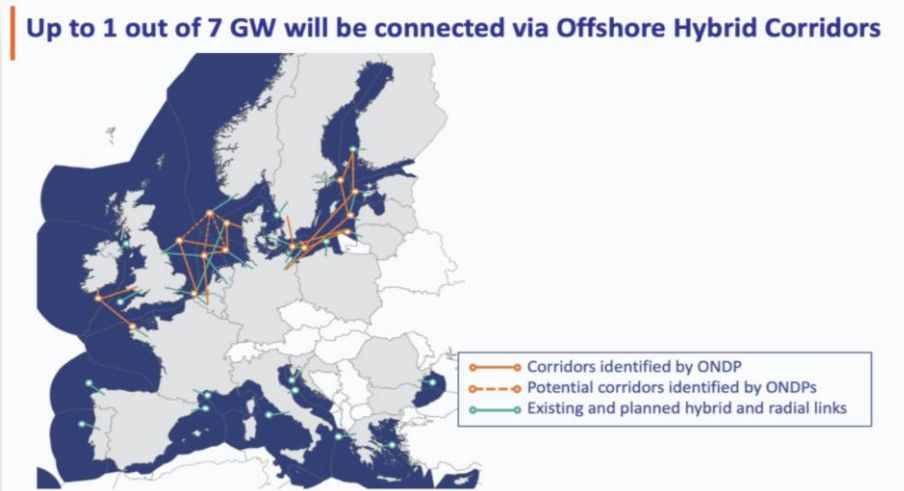 Up to 1 out of 7 GW will be connected via Offshore Hybrid Corridors
Corridors identified by ONDP
Potential corridors identified by ONDPs
Existing and planned hybrid and radial links